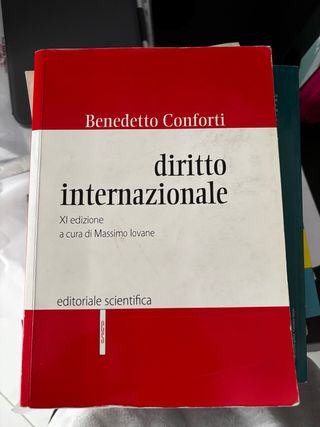 Benedetto Conforti
diritto
internazionale
XI edizione
a cura di Massimo Iovane
editoriale scientifica